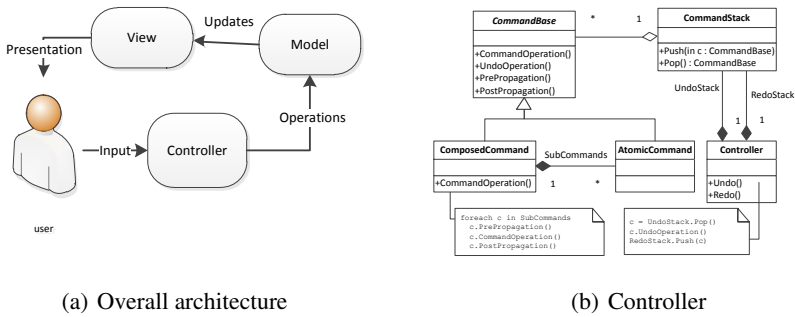 Updates
View
Model
Presentation
Operations
Input
Controller
user
(a) Overall architecture
CommandBase
+CommandOperation()
+UndoOperation()
+PrePropagation()
+PostPropagation()
*
1
CommandStack
+Push(in c : CommandBase)
+Pop() : CommandBase
UndoStack
RedoStack
1
1
ComposedCommand
+CommandOperation()
SubCommands
1
*
AtomicCommand
Controller
+Undo()
+Redo()
foreach c in SubCommands
c.PrePropagation()
c.CommandOperation()
c.PostPropagation()
c = UndoStack.Pop()
c.UndoOperation()
RedoStack.Push(c)
(b) Controller